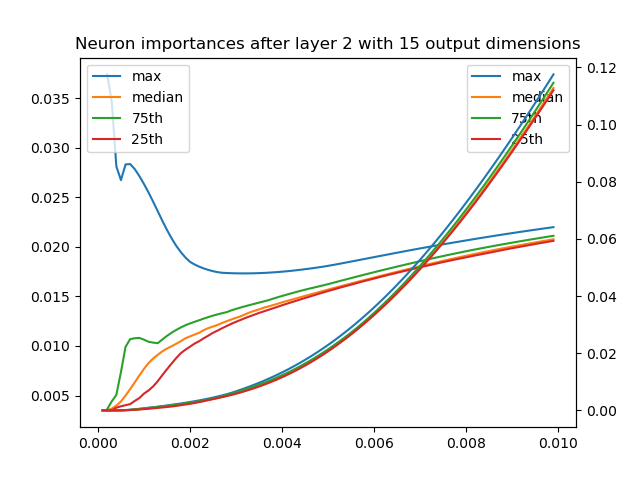 Neuron importances after layer 2 with 15 output dimensions
max
median
75th
25th
max
median
75th
25th
0.035
0.030
0.025
0.020
0.015
0.010
0.005
0.12
0.10
0.08
0.06
0.04
0.02
0.00
0.000 0.002 0.004 0.006 0.008 0.010